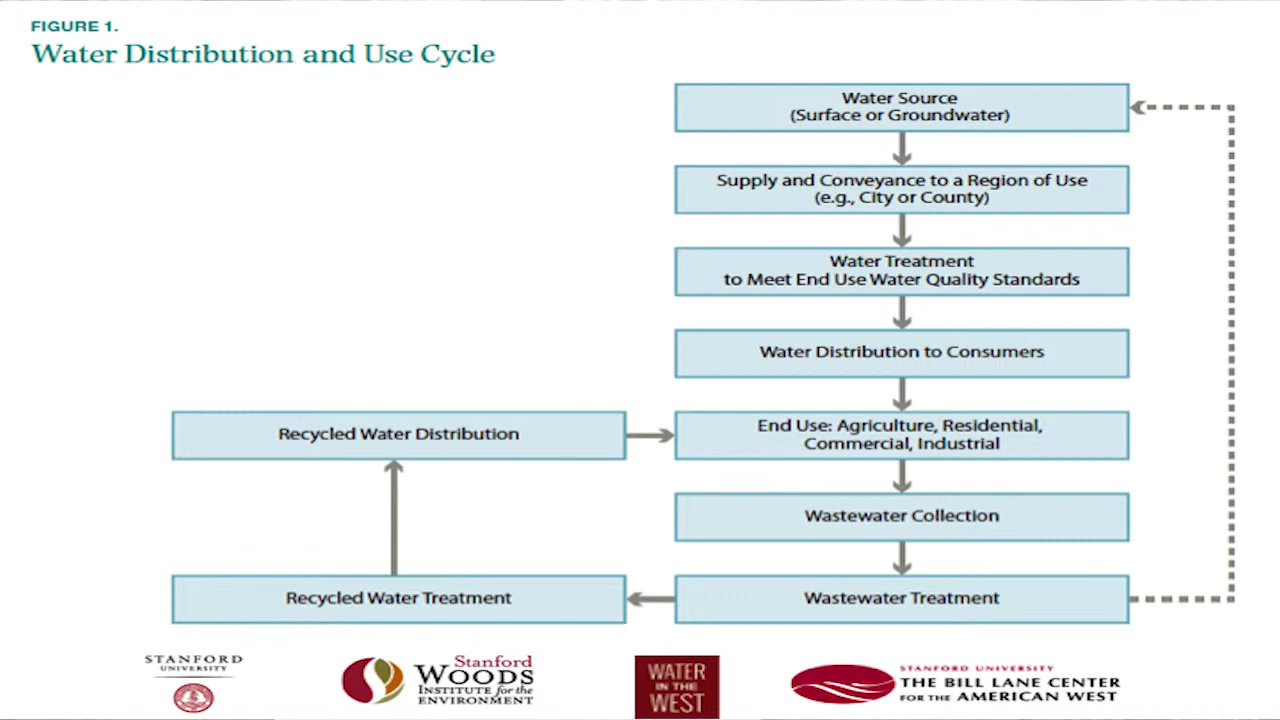 FIGURE 1.
Water Distribution and Use Cycle
Water Source
(Surface or Groundwater)
Supply and Conveyance to a Region of Use
(e.g., City or County)
Water Treatment
to Meet End Use Water Quality Standards
Water Distribution to Consumers
Recycled Water Distribution
End Use: Agriculture, Residential,
Commercial, Industrial
Wastewater Collection
Recycled Water Treatment
Wastewater Treatment
STANFORD
UNIVERSITY
Stanford
WOODS
INSTITUTE for the
ENVIRONMENT
WATER
IN THE
WEST
STANFORD UNIVERSITY
THE BILL LANE CENTER
FOR THE AMERICAN WEST